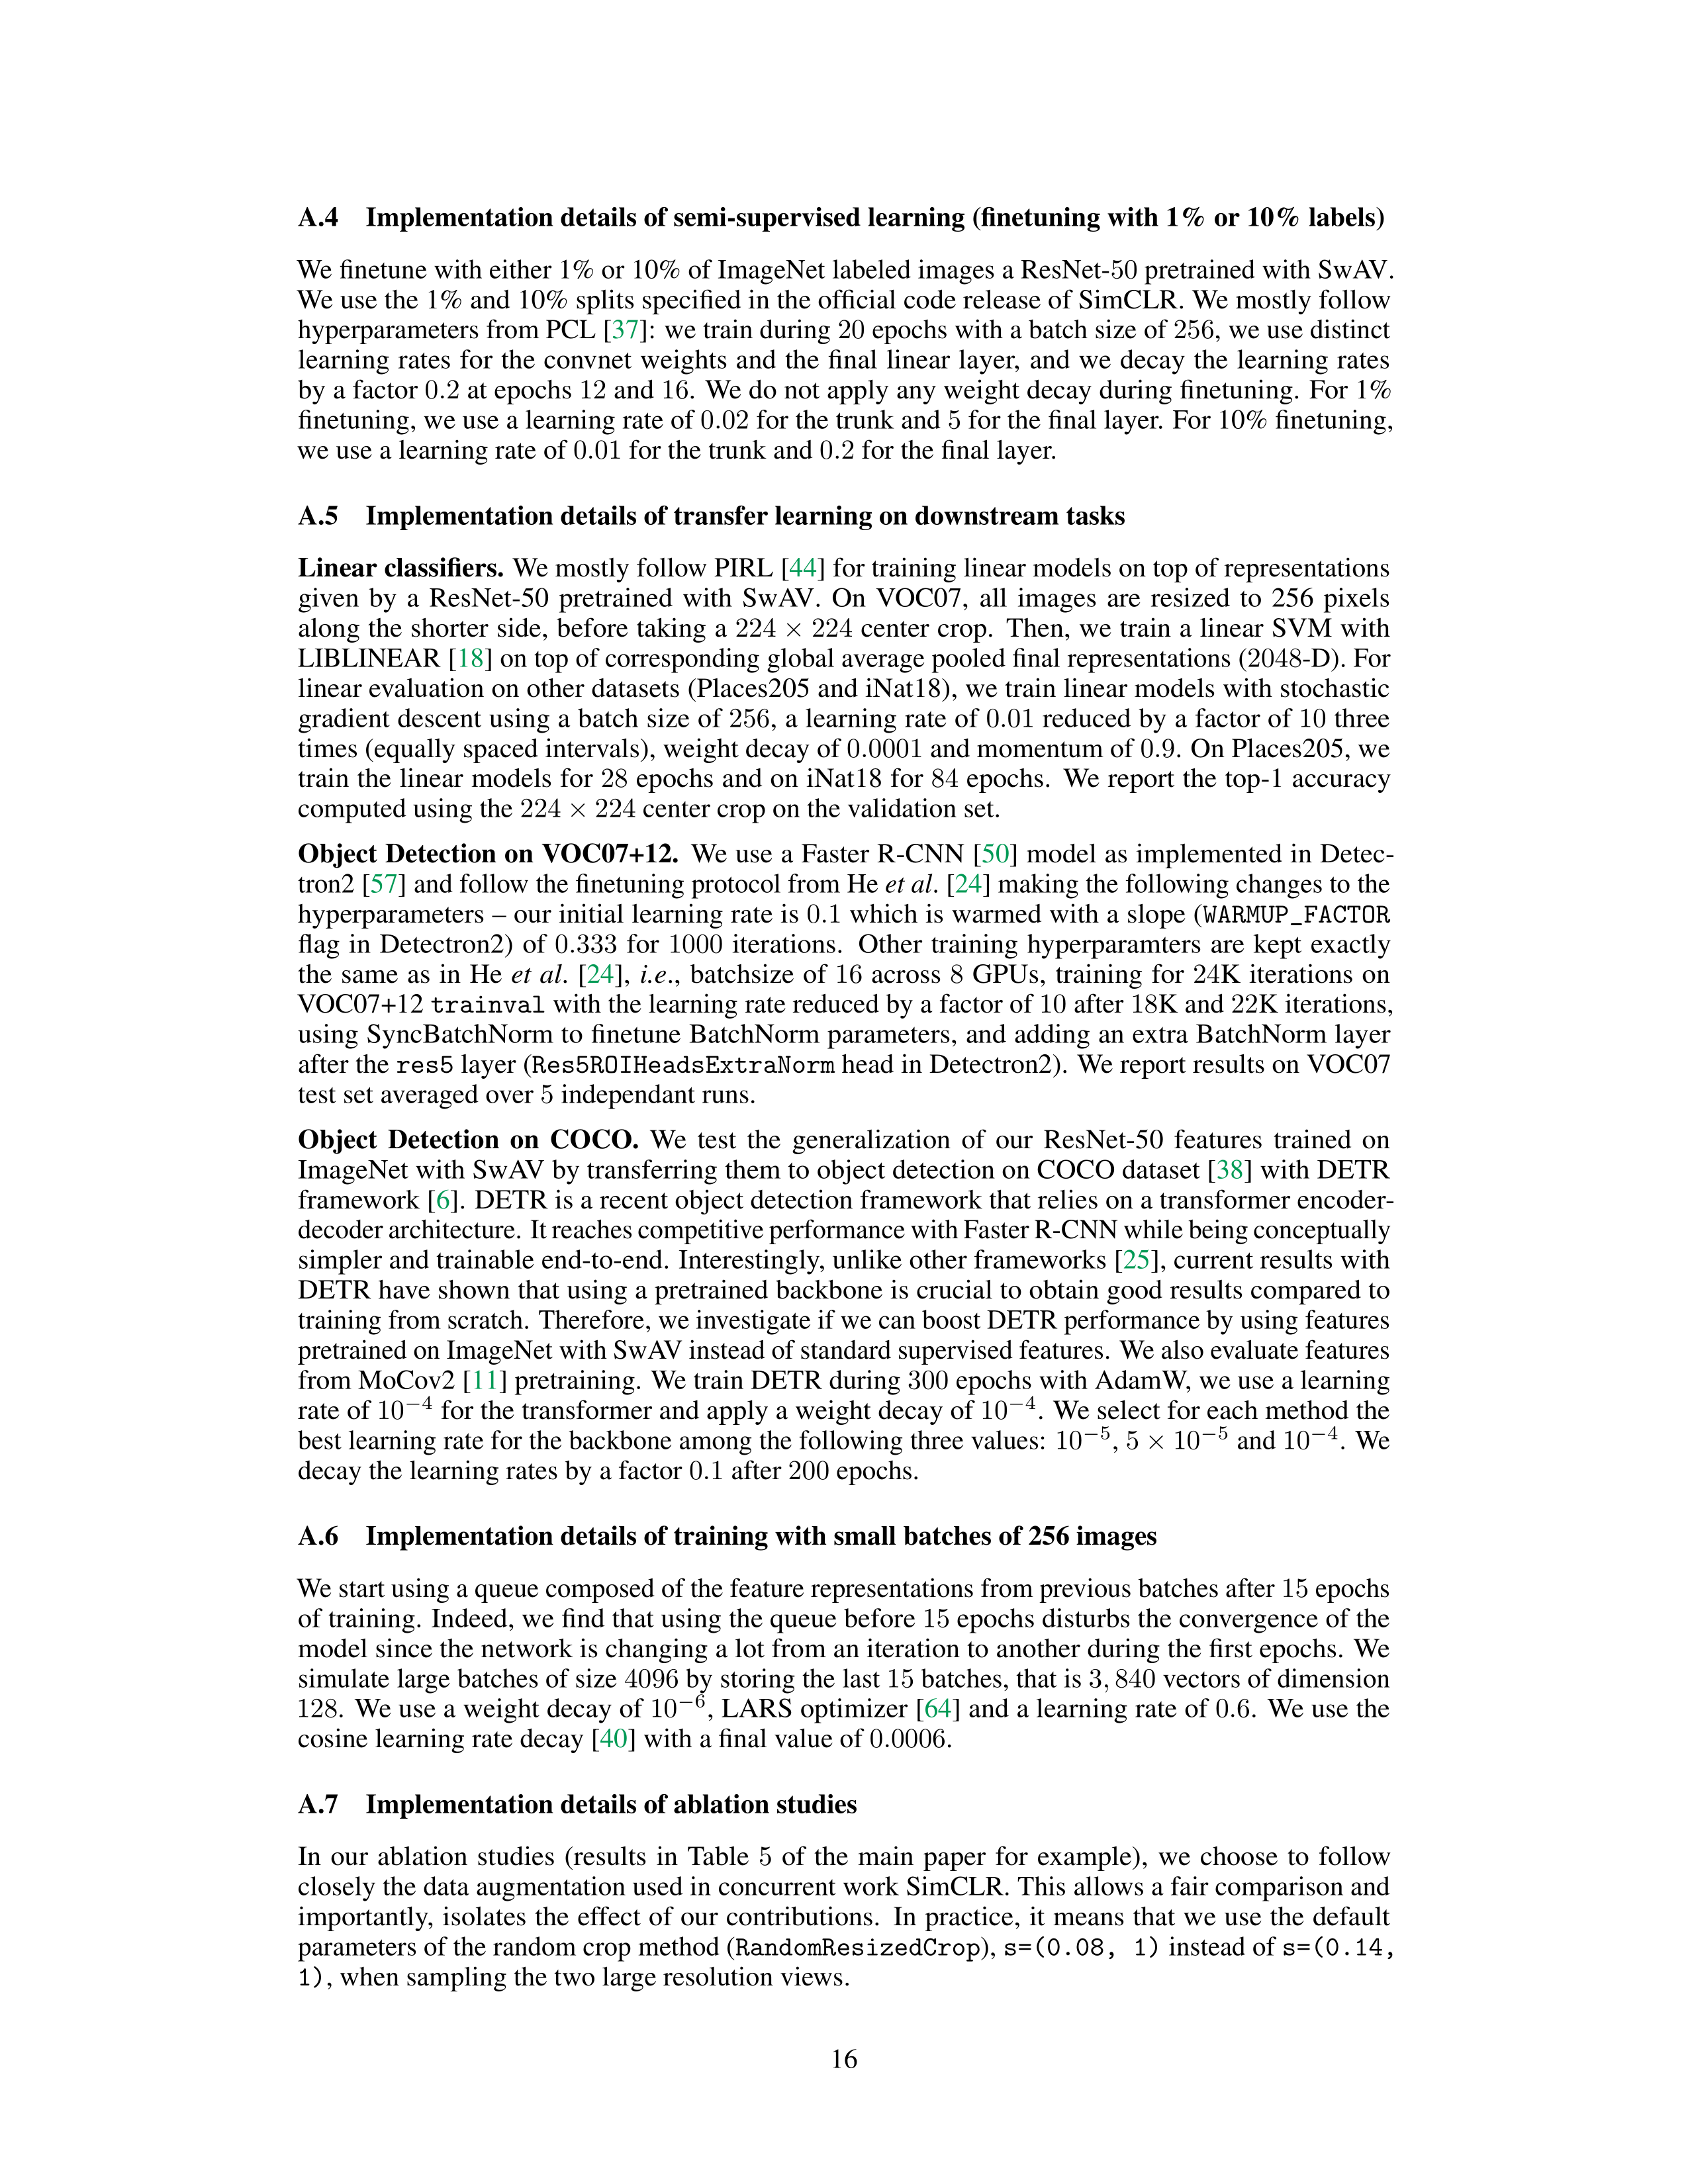 A.4 Implementation details of semi-supervised learning (finetuning with 1% or 10% labels)
We finetune with either 1% or 10% of ImageNet labeled images a ResNet-50 pretrained with SwAV.
We use the 1% and 10% splits specified in the official code release of SimCLR. We mostly follow
hyperparameters from PCL [37]: we train during 20 epochs with a batch size of 256, we use distinct
learning rates for the convnet weights and the final linear layer, and we decay the learning rates
by a factor 0.2 at epochs 12 and 16. We do not apply any weight decay during finetuning. For 1%
finetuning, we use a learning rate of 0.02 for the trunk and 5 for the final layer. For 10% finetuning,
we use a learning rate of 0.01 for the trunk and 0.2 for the final layer.
A.5 Implementation details of transfer learning on downstream tasks
Linear classifiers. We mostly follow PIRL [44] for training linear models on top of representations
given by a ResNet-50 pretrained with SwAV. On VOC07, all images are resized to 256 pixels
along the shorter side, before taking a 224 × 224 center crop. Then, we train a linear SVM with
LIBLINEAR [18] on top of corresponding global average pooled final representations (2048-D). For
linear evaluation on other datasets (Places205 and iNat18), we train linear models with stochastic
gradient descent using a batch size of 256, a learning rate of 0.01 reduced by a factor of 10 three
times (equally spaced intervals), weight decay of 0.0001 and momentum of 0.9. On Places205, we
train the linear models for 28 epochs and on iNat18 for 84 epochs. We report the top-1 accuracy
computed using the 224 × 224 center crop on the validation set.
Object Detection on VOC07+12. We use a Faster R-CNN [50] model as implemented in Detec-
tron2 [57] and follow the finetuning protocol from He et al. [24] making the following changes to the
hyperparameters – our initial learning rate is 0.1 which is warmed with a slope (WARMUP_FACTOR
flag in Detectron2) of 0.333 for 1000 iterations. Other training hyperparamters are kept exactly
the same as in He et al. [24], i.e., batchsize of 16 across 8 GPUs, training for 24K iterations on
VOC07+12 trainval with the learning rate reduced by a factor of 10 after 18K and 22K iterations,
using SyncBatchNorm to finetune BatchNorm parameters, and adding an extra BatchNorm layer
after the res5 layer (Res5ROIHeadsExtraNorm head in Detectron2). We report results on VOC07
test set averaged over 5 independant runs.
Object Detection on COCO. We test the generalization of our ResNet-50 features trained on
ImageNet with SwAV by transferring them to object detection on COCO dataset [38] with DETR
framework [6]. DETR is a recent object detection framework that relies on a transformer encoder-
decoder architecture. It reaches competitive performance with Faster R-CNN while being conceptually
simpler and trainable end-to-end. Interestingly, unlike other frameworks [25], current results with
DETR have shown that using a pretrained backbone is crucial to obtain good results compared to
training from scratch. Therefore, we investigate if we can boost DETR performance by using features
pretrained on ImageNet with SwAV instead of standard supervised features. We also evaluate features
from MoCov2 [11] pretraining. We train DETR during 300 epochs with AdamW, we use a learning
rate of 10⁻⁴ for the transformer and apply a weight decay of 10⁻⁴. We select for each method the
best learning rate for the backbone among the following three values: 10⁻⁵, 5 × 10⁻⁵ and 10⁻⁴. We
decay the learning rates by a factor 0.1 after 200 epochs.
A.6 Implementation details of training with small batches of 256 images
We start using a queue composed of the feature representations from previous batches after 15 epochs
of training. Indeed, we find that using the queue before 15 epochs disturbs the convergence of the
model since the network is changing a lot from an iteration to another during the first epochs. We
simulate large batches of size 4096 by storing the last 15 batches, that is 3, 840 vectors of dimension
128. We use a weight decay of 10⁻⁶, LARS optimizer [64] and a learning rate of 0.6. We use the
cosine learning rate decay [40] with a final value of 0.0006.
A.7 Implementation details of ablation studies
In our ablation studies (results in Table 5 of the main paper for example), we choose to follow
closely the data augmentation used in concurrent work SimCLR. This allows a fair comparison and
importantly, isolates the effect of our contributions. In practice, it means that we use the default
parameters of the random crop method (RandomResizedCrop), s=(0.08, 1) instead of s=(0.14,
1), when sampling the two large resolution views.
16